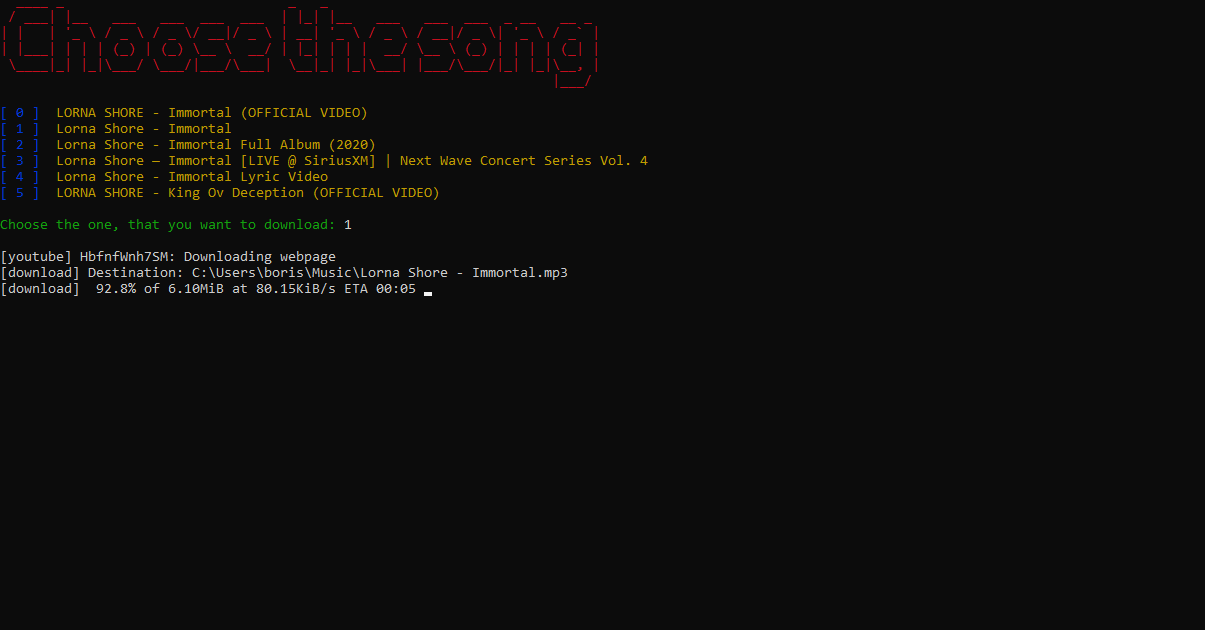 Choose the song
[ 0 ]  LORNA SHORE - Immortal (OFFICIAL VIDEO)
[ 1 ]  Lorna Shore - Immortal
[ 2 ]  Lorna Shore - Immortal Full Album (2020)
[ 3 ]  Lorna Shore — Immortal [LIVE @ SiriusXM] | Next Wave Concert Series Vol. 4
[ 4 ]  Lorna Shore - Immortal Lyric Video
[ 5 ]  LORNA SHORE - King Ov Deception (OFFICIAL VIDEO)
Choose the one, that you want to download: 1
[youtube] HbfnfWnh7SM: Downloading webpage
[download] Destination: C:\Users\boris\Music\Lorna Shore - Immortal.mp3
[download]  92.8% of 6.10MiB at 80.15KiB/s ETA 00:05